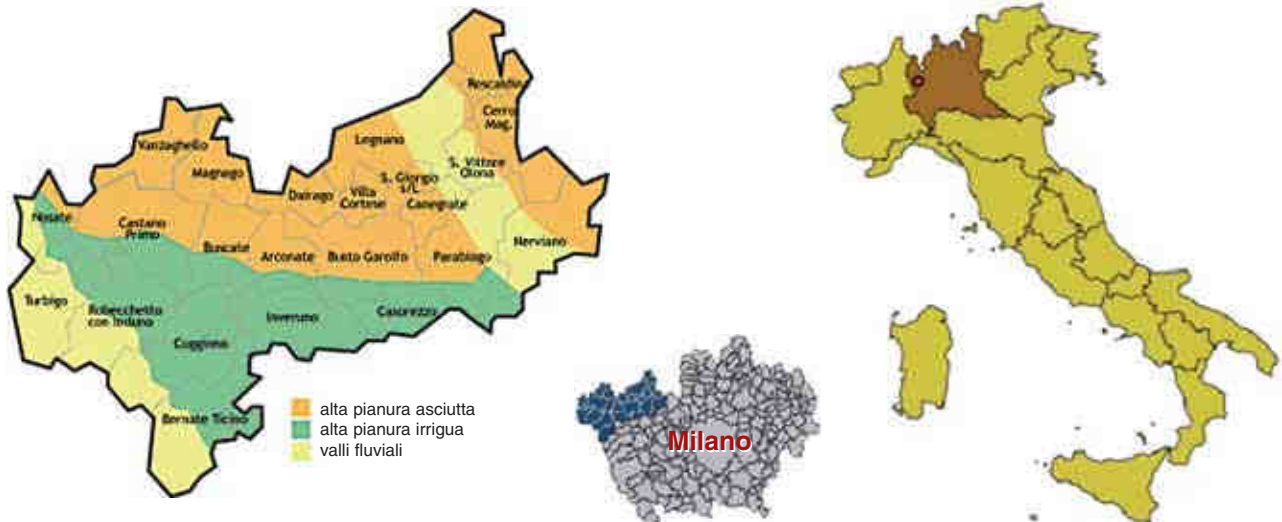 Rescaldina
Cerro
Mag.
Legnano
Vanzaghello
S. Vittore
Olona
Magnago
S. Giorgio
s/L
Dairago
Villa
Cortese
Canegrate
Nosate
Castano
Primo
Nerviano
Buscate
Arconate
Busto Garolfo
Parabiago
Turbigo
Robecchetto
con Induno
Inveruno
Casorezzo
Cuggiono
Bernate Ticino
alta pianura asciutta
alta pianura irrigua
valli fluviali
Milano